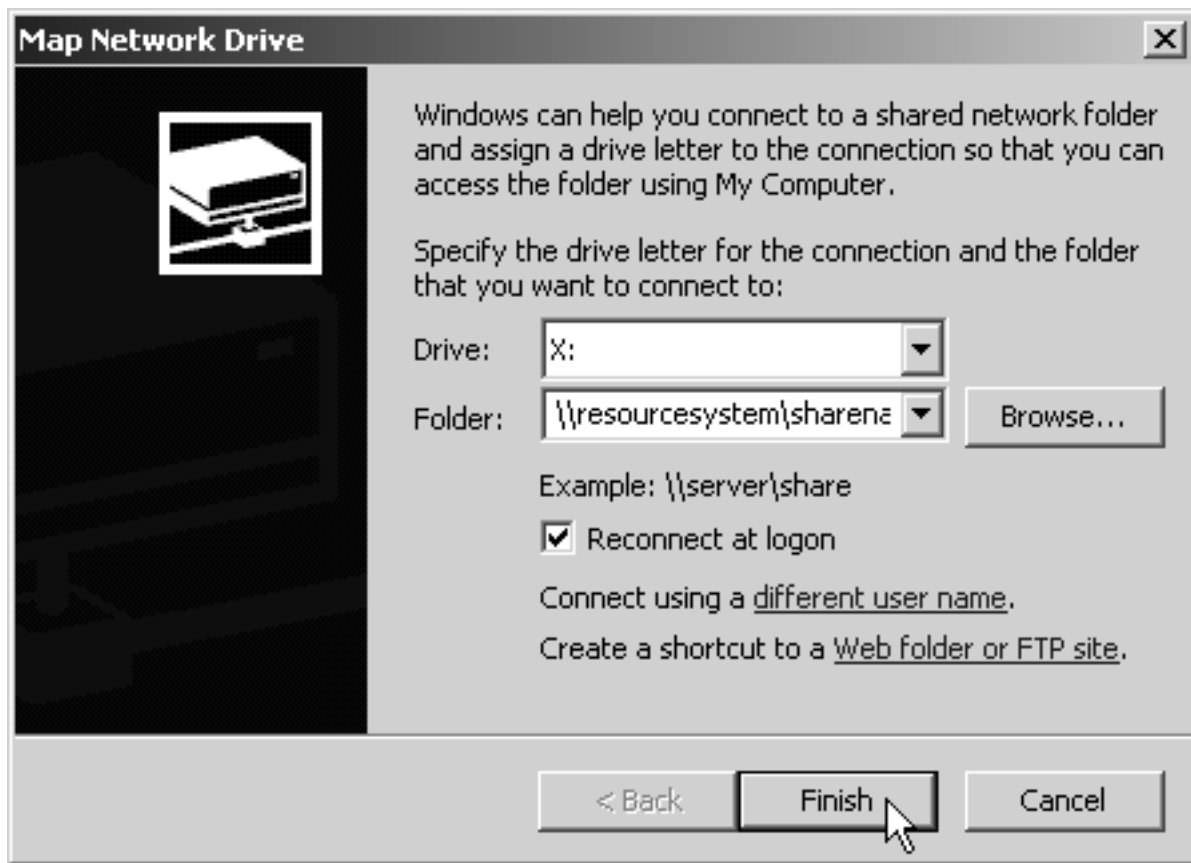 Map Network Drive
Windows can help you connect to a shared network folder
and assign a drive letter to the connection so that you can
access the folder using My Computer.
Specify the drive letter for the connection and the folder
that you want to connect to:
Drive: X:
Folder: \\resourcesystem\sharena Browse...
Example: \\server\share
Reconnect at logon
Connect using a different user name.
Create a shortcut to a Web folder or FTP site.
< Back Finish Cancel